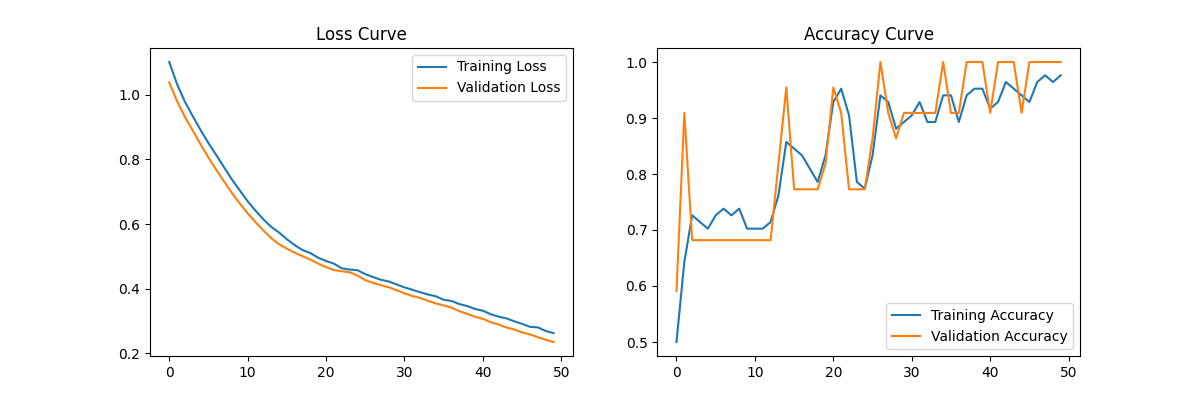 Loss Curve
Training Loss
Validation Loss
1.0
0.8
0.6
0.4
0.2
0 10 20 30 40 50
Accuracy Curve
1.0
0.9
0.8
0.7
0.6
0.5
Training Accuracy
Validation Accuracy
0 10 20 30 40 50